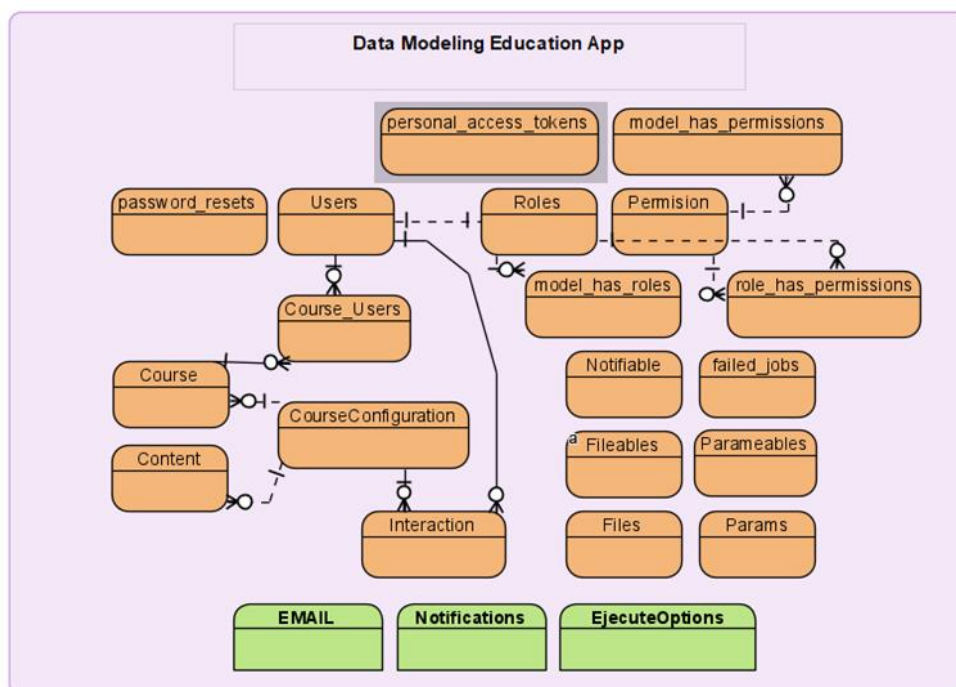 Data Modeling Education App
personal_access_tokens
model_has_permissions
password_resets
Users
Roles
Permision
model_has_roles
role_has_permissions
Course_Users
Course
CourseConfiguration
Content
Interaction
Notifiable
failed_jobs
a
Fileables
Parameables
Files
Params
EMAIL
Notifications
EjecuteOptions